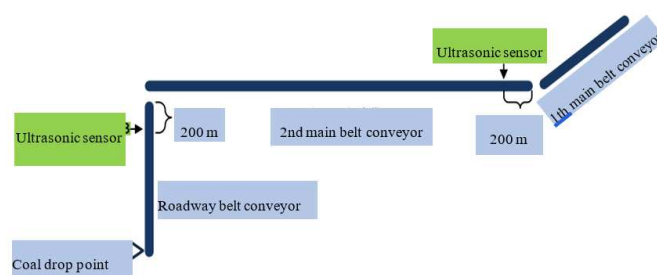 Ultrasonic sensor
1th main belt conveyor
Ultrasonic sensor
200 m
2nd main belt conveyor
200 m
Roadway belt conveyor
Coal drop point